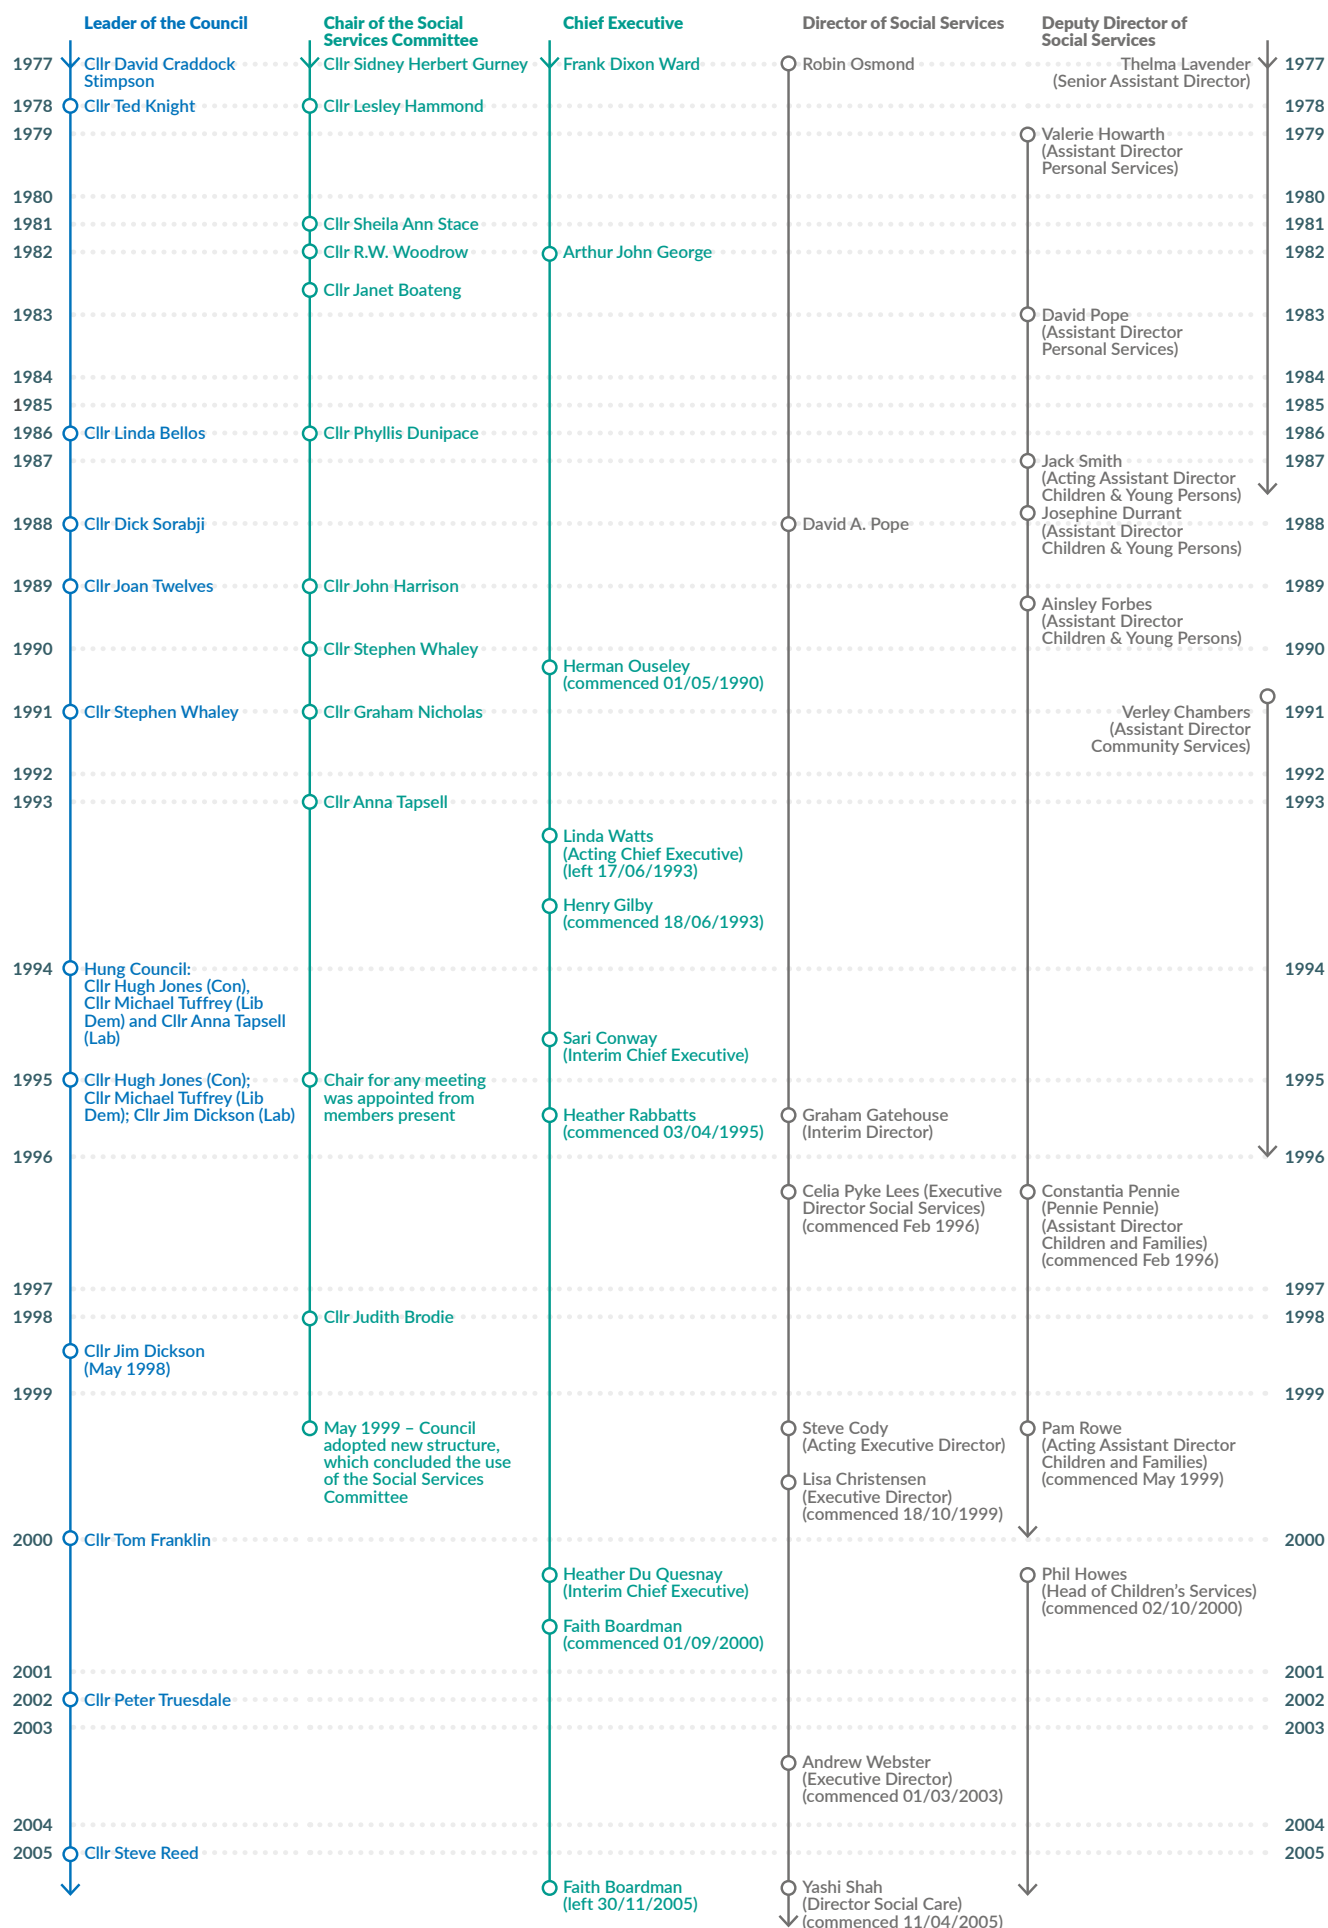 Leader of the Council
Chair of the Social
Services Committee
Chief Executive
Director of Social Services
Deputy Director of
Social Services
1977
Cllr David Craddock
Stimpson
Cllr Sidney Herbert Gurney
Frank Dixon Ward
Robin Osmond
Thelma Lavender
(Senior Assistant Director)
1977
1978
Cllr Ted Knight
Cllr Lesley Hammond
1978
1979
Valerie Howarth
(Assistant Director
Personal Services)
1979
1980
1980
1981
Cllr Sheila Ann Stace
1981
1982
Cllr R.W. Woodrow
Arthur John George
1982
Cllr Janet Boateng
1983
David Pope
(Assistant Director
Personal Services)
1983
1984
1984
1985
1985
1986
Cllr Linda Bellos
Cllr Phyllis Dunipace
1986
1987
Jack Smith
(Acting Assistant Director
Children & Young Persons)
1987
Josephine Durrant
(Assistant Director
Children & Young Persons)
1988
Cllr Dick Sorabji
David A. Pope
1988
1989
Cllr Joan Twelves
Cllr John Harrison
1989
Ainsley Forbes
(Assistant Director
Children & Young Persons)
1990
Cllr Stephen Whaley
1990
Herman Ouseley
(commenced 01/05/1990)
1991
Cllr Stephen Whaley
Cllr Graham Nicholas
Verley Chambers
(Assistant Director
Community Services)
1991
1992
1992
1993
Cllr Anna Tapsell
1993
Linda Watts
(Acting Chief Executive)
(left 17/06/1993)
Henry Gilby
(commenced 18/06/1993)
1994
Hung Council:
Cllr Hugh Jones (Con),
Cllr Michael Tuffrey (Lib
Dem) and Cllr Anna Tapsell
(Lab)
1994
Sari Conway
(Interim Chief Executive)
1995
Cllr Hugh Jones (Con);
Cllr Michael Tuffrey (Lib
Dem); Cllr Jim Dickson (Lab)
Chair for any meeting
was appointed from
members present
1995
Heather Rabbatts
(commenced 03/04/1995)
Graham Gatehouse
(Interim Director)
1996
1996
Celia Pyke Lees (Executive
Director Social Services)
(commenced Feb 1996)
Constantia Pennie
(Pennie Pennie)
(Assistant Director
Children and Families)
(commenced Feb 1996)
1997
1997
1998
Cllr Judith Brodie
1998
Cllr Jim Dickson
(May 1998)
1999
1999
May 1999 – Council
adopted new structure,
which concluded the use
of the Social Services
Committee
Steve Cody
(Acting Executive Director)
Pam Rowe
(Acting Assistant Director
Children and Families)
(commenced May 1999)
Lisa Christensen
(Executive Director)
(commenced 18/10/1999)
2000
Cllr Tom Franklin
2000
Heather Du Quesnay
(Interim Chief Executive)
Phil Howes
(Head of Children's Services)
(commenced 02/10/2000)
Faith Boardman
(commenced 01/09/2000)
2001
2001
2002
Cllr Peter Truesdale
2002
2003
2003
Andrew Webster
(Executive Director)
(commenced 01/03/2003)
2004
2004
2005
Cllr Steve Reed
2005
Faith Boardman
(left 30/11/2005)
Yashi Shah
(Director Social Care)
(commenced 11/04/2005)